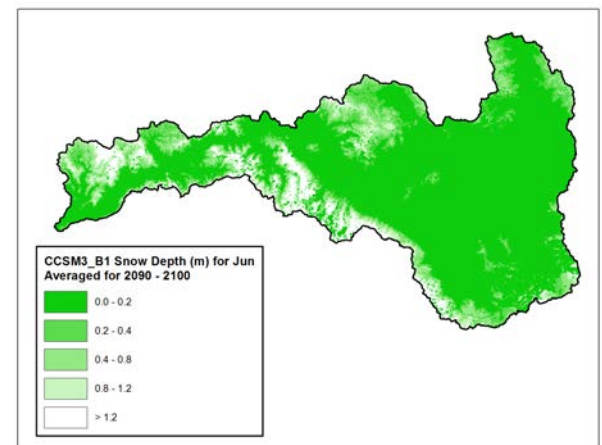 CCSM3_B1 Snow Depth (m) for Jun
Averaged for 2090 - 2100
0.0 - 0.2
0.2 - 0.4
0.4 - 0.8
0.8 - 1.2
> 1.2